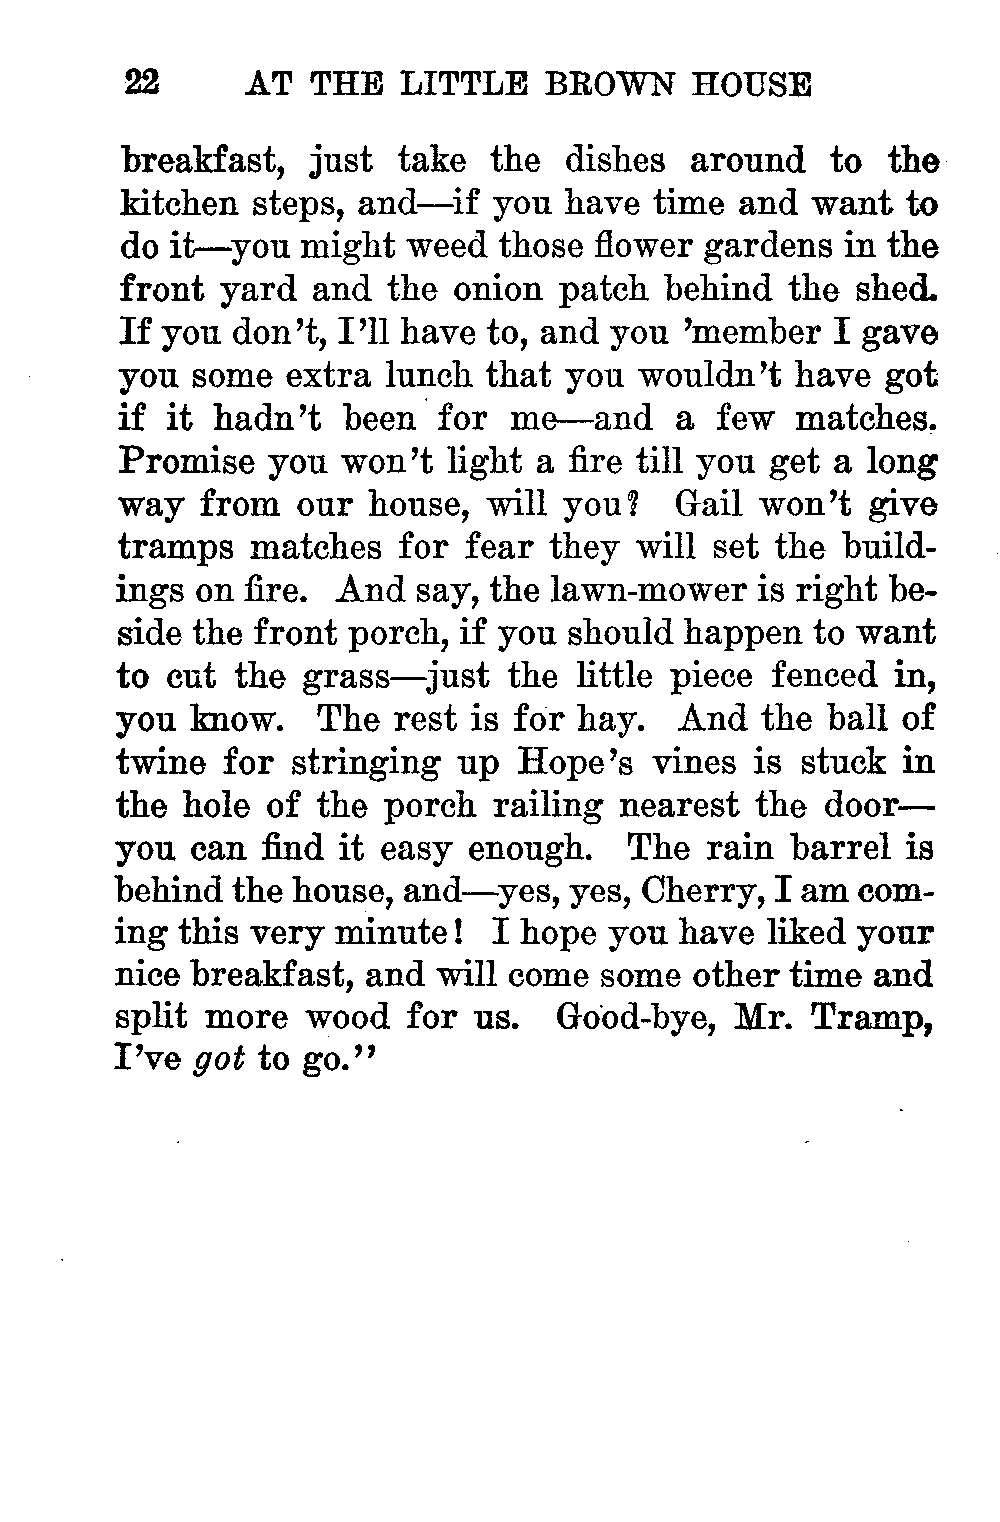 22 AT THE LITTLE BROWN HOUSE
breakfast, just take the dishes around to the
kitchen steps, and—if you have time and want to
do it—you might weed those flower gardens in the
front yard and the onion patch behind the shed.
If you don't, I'll have to, and you 'member I gave
you some extra lunch that you wouldn't have got
if it hadn't been for me—and a few matches.
Promise you won't light a fire till you get a long
way from our house, will you? Gail won't give
tramps matches for fear they will set the build-
ings on fire. And say, the lawn-mower is right be-
side the front porch, if you should happen to want
to cut the grass—just the little piece fenced in,
you know. The rest is for hay. And the ball of
twine for stringing up Hope's vines is stuck in
the hole of the porch railing nearest the door—
you can find it easy enough. The rain barrel is
behind the house, and—yes, yes, Cherry, I am com-
ing this very minute! I hope you have liked your
nice breakfast, and will come some other time and
split more wood for us. Good-bye, Mr. Tramp,
I've got to go."